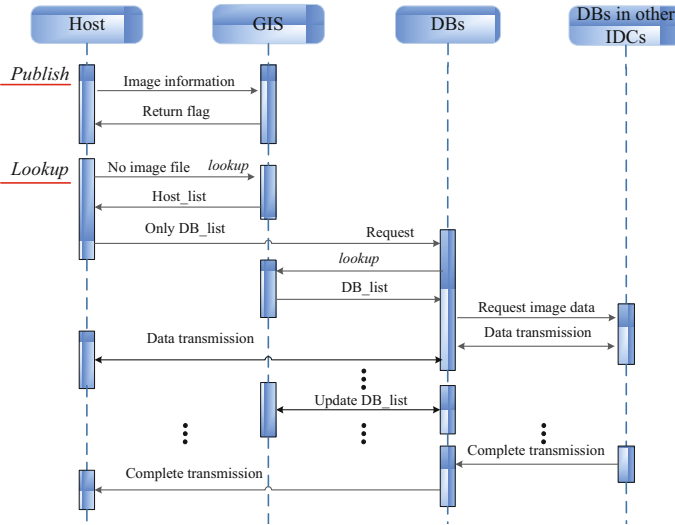 Host
GIS
DBs
DBs in other
IDCs
Publish
Image information
Return flag
Lookup
No image file lookup
Host_list
Only DB_list
Request
lookup
DB_list
Request image data
Data transmission
Data transmission
Update DB_list
Complete transmission
Complete transmission